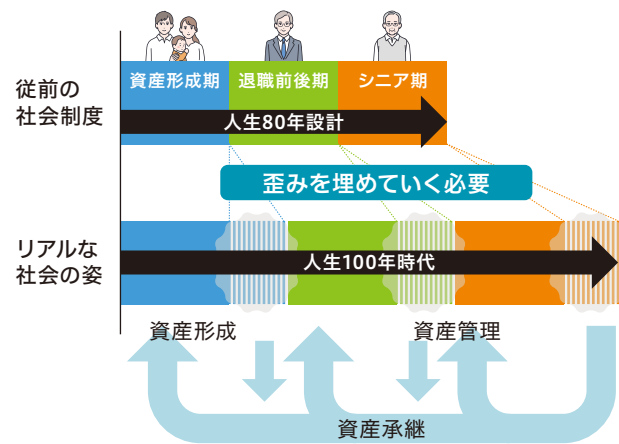 資産形成期
退職前後期
シニア期
従前の
社会制度
人生80年設計
歪みを埋めていく必要
リアルな
社会の姿
人生100年時代
資産形成
資産管理
資産承継